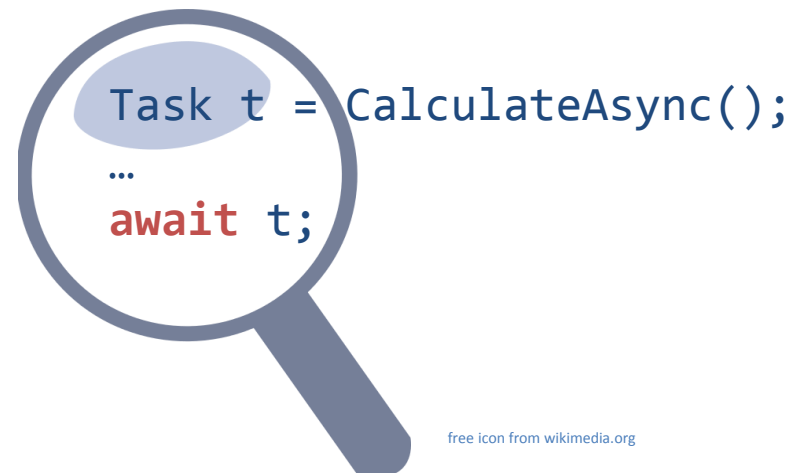 Task t = CalculateAsync();
…
await t;
free icon from wikimedia.org